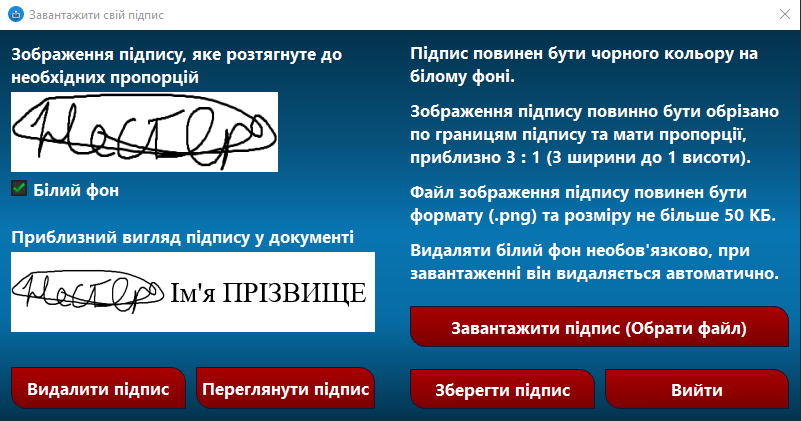 Завантажити свій підпис
Зображення підпису, яке розтягнуте до
необхідних пропорцій
Білий фон
Приблизний вигляд підпису у документі
Ім'я ПРІЗВИЩЕ
Видалити підпис
Переглянути підпис
Підпис повинен бути чорного кольору на
білому фоні.
Зображення підпису повинно бути обрізано
по границям підпису та мати пропорції,
приблизно 3 : 1 (3 ширини до 1 висоти).
Файл зображення підпису повинен бути
формату (.png) та розміру не більше 50 КБ.
Видаляти білий фон необов'язково, при
завантаженні він видаляється автоматично.
Завантажити підпис (Обрати файл)
Зберегти підпис
Вийти